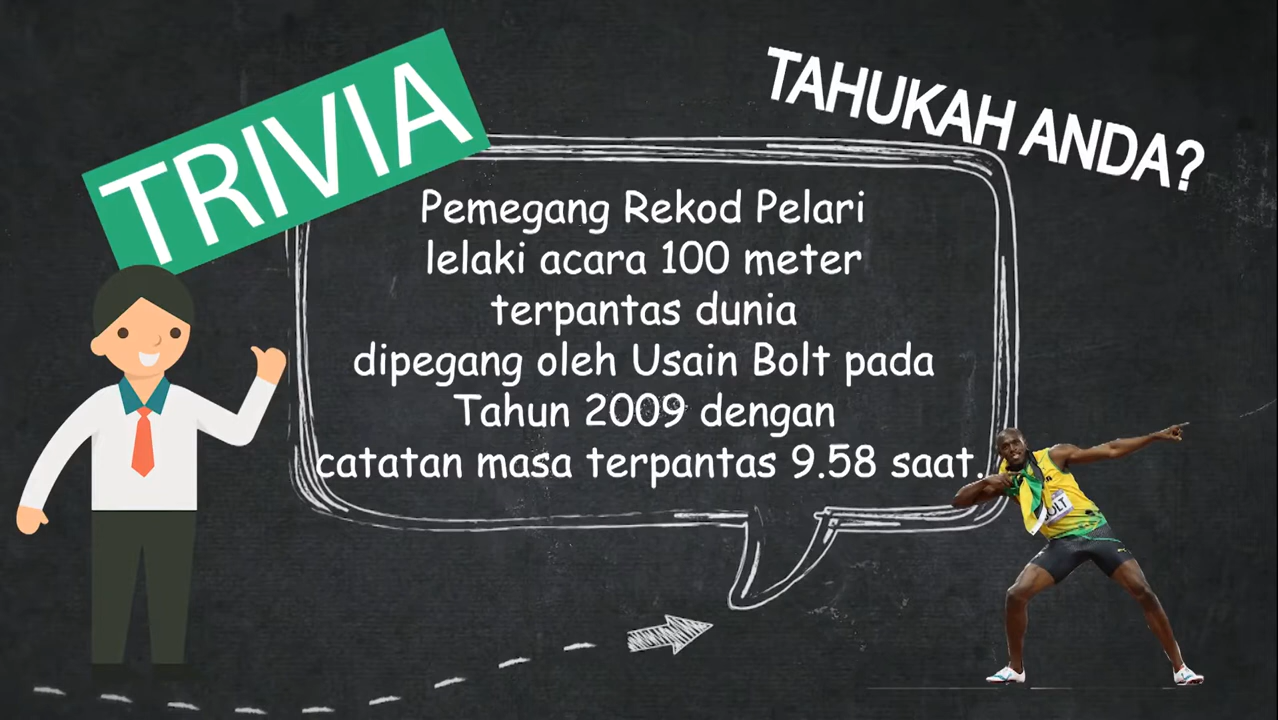 TRIVIA
TAHUKAH ANDA?
Pemegang Rekod Pelari
lelaki acara 100 meter
terpantas dunia
dipegang oleh Usain Bolt pada
Tahun 2009 dengan
catatan masa terpantas 9.58 saat.
BOLT